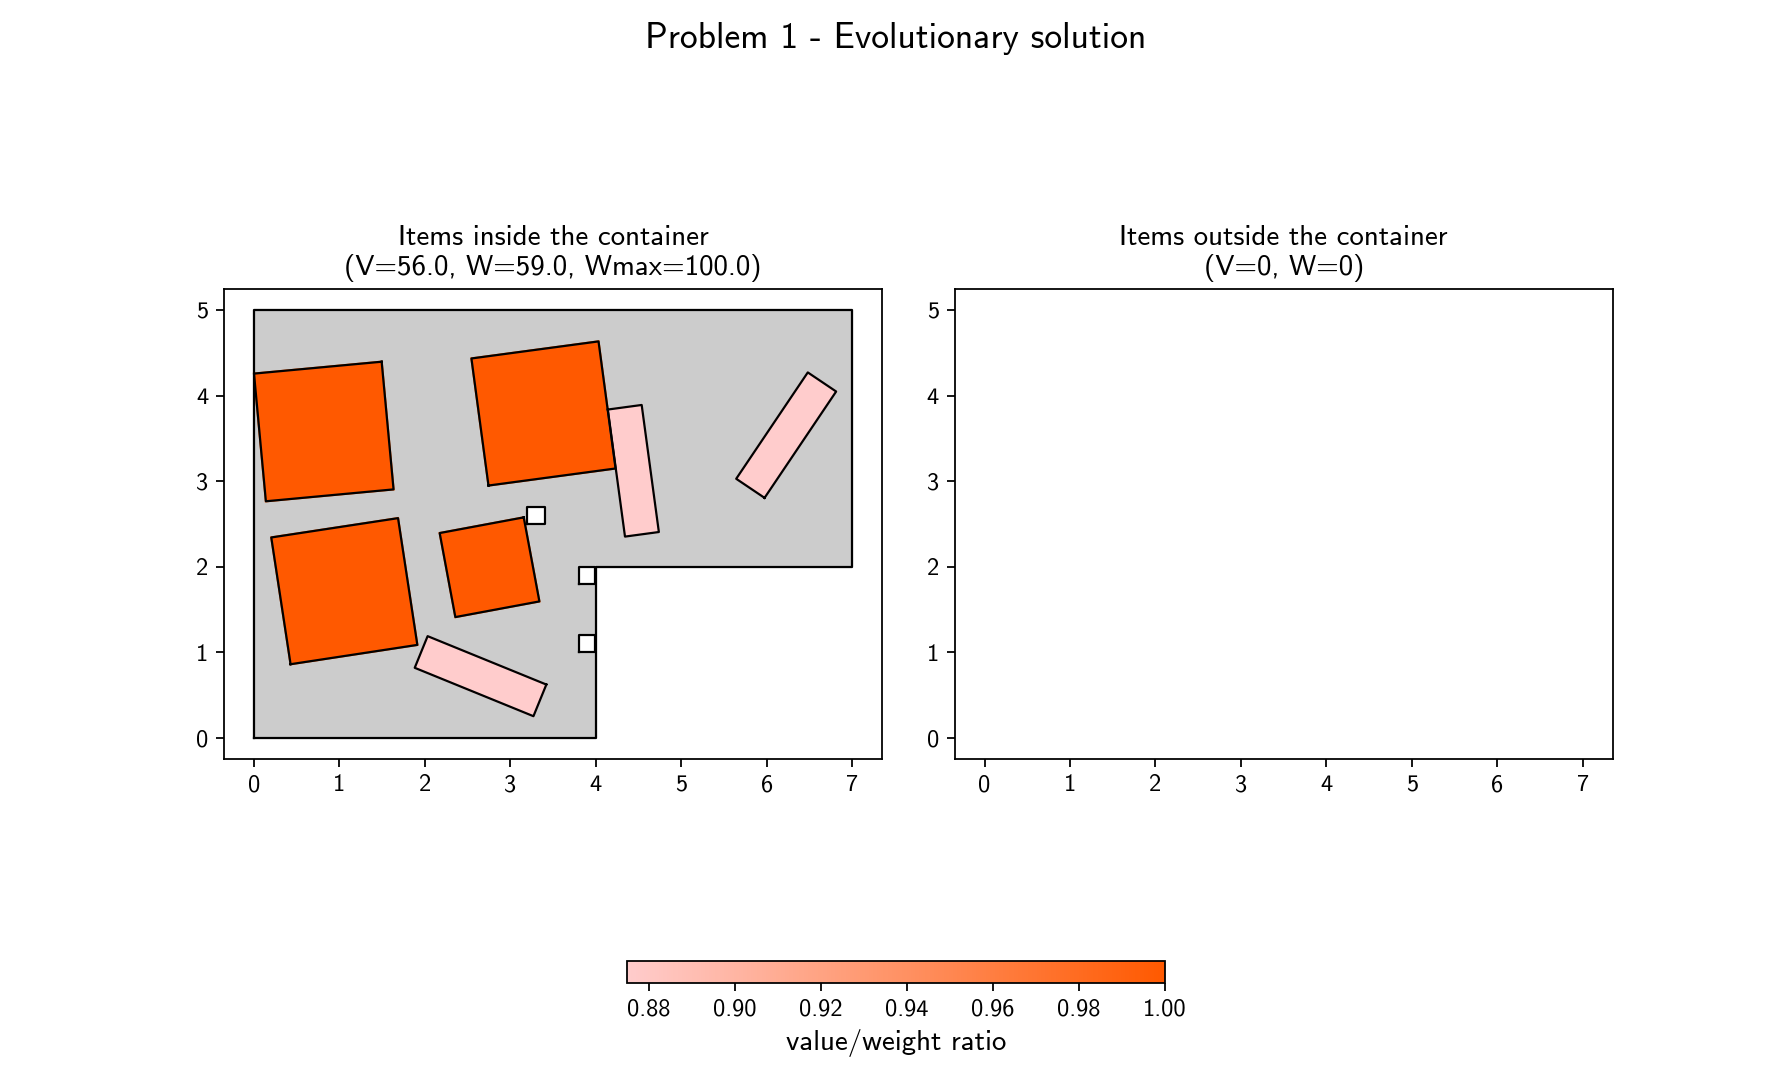 Problem 1 - Evolutionary solution
Items inside the container
(V=56.0, W=59.0, Wmax=100.0)
Items outside the container
(V=0, W=0)
5
4
3
2
1
0
0 1 2 3 4 5 6 7
5
4
3
2
1
0
0 1 2 3 4 5 6 7
0.88 0.90 0.92 0.94 0.96 0.98 1.00
value/weight ratio